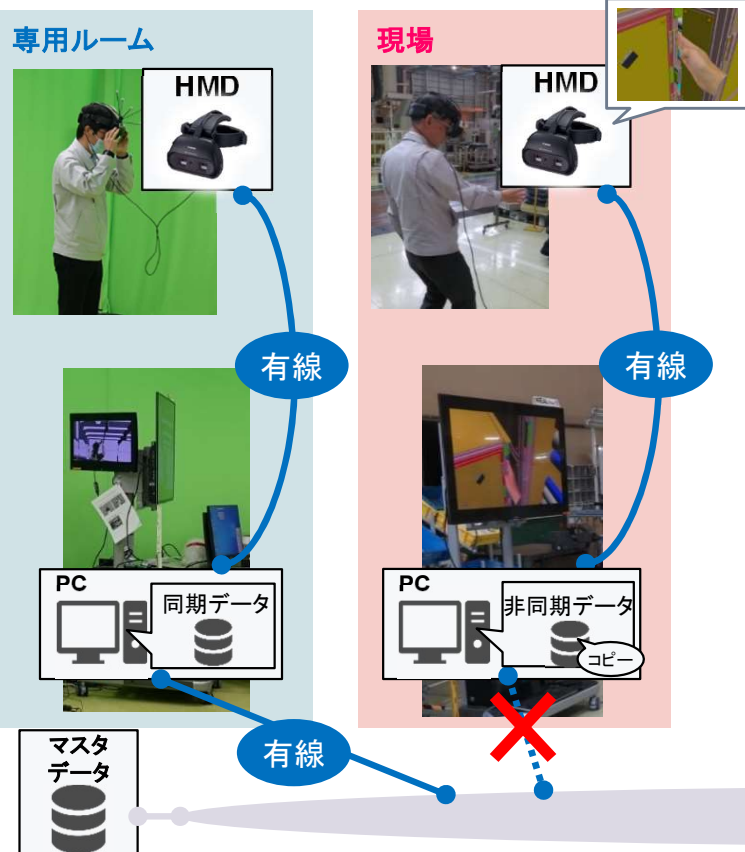 専用ルーム
HMD
有線
PC
同期データ
有線
マスタ
データ
現場
HMD
有線
PC
非同期データ
コピー